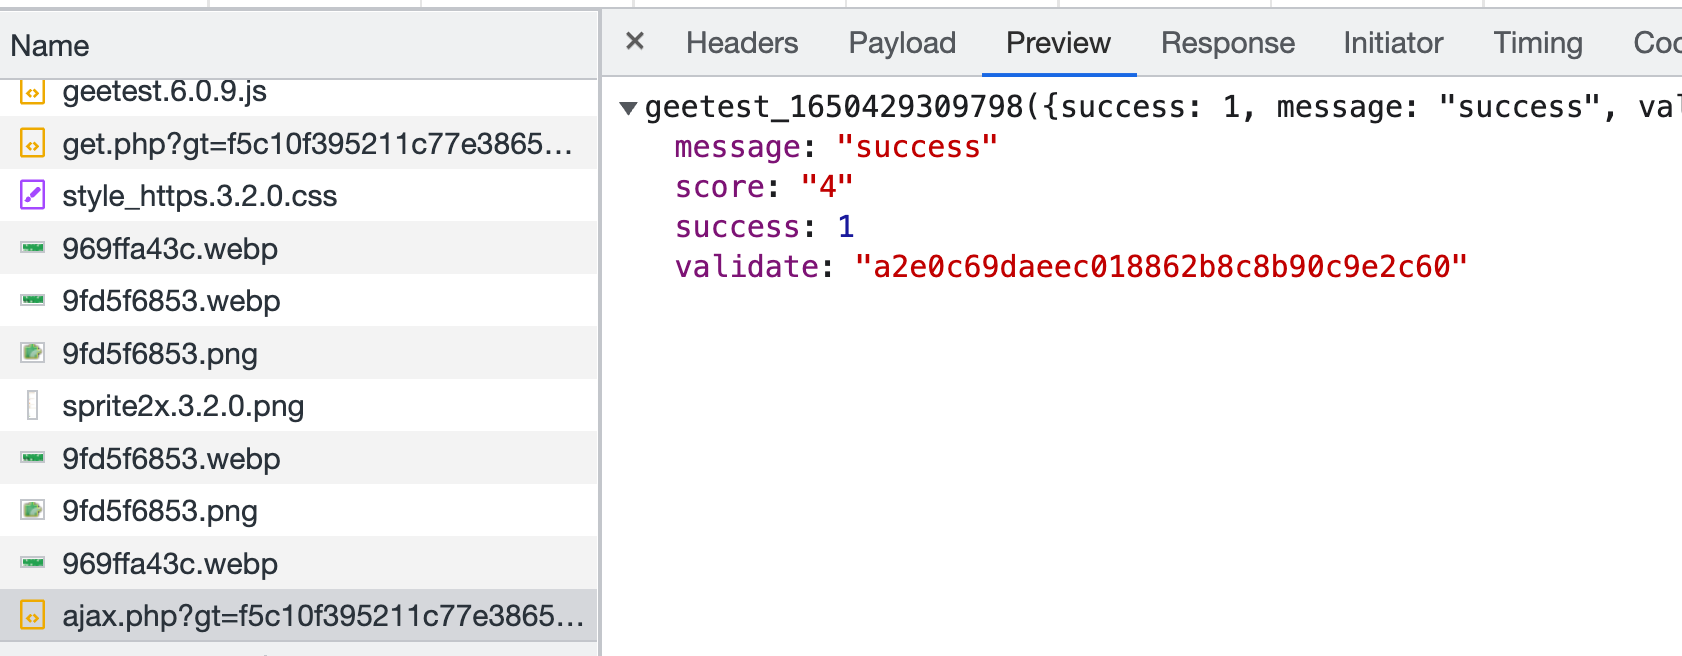 Name
geetest.6.0.9.js
get.php?gt=f5c10f395211c77e3865...
style_https.3.2.0.css
969ffa43c.webp
9fd5f6853.webp
9fd5f6853.png
sprite2x.3.2.0.png
9fd5f6853.webp
9fd5f6853.png
969ffa43c.webp
ajax.php?gt=f5c10f395211c77e3865...
× Headers Payload Preview Response Initiator Timing Coo
▼geetest_1650429309798({success: 1, message: "success", val
message: "success"
score: "4"
success: 1
validate: "a2e0c69daeec018862b8c8b90c9e2c60"